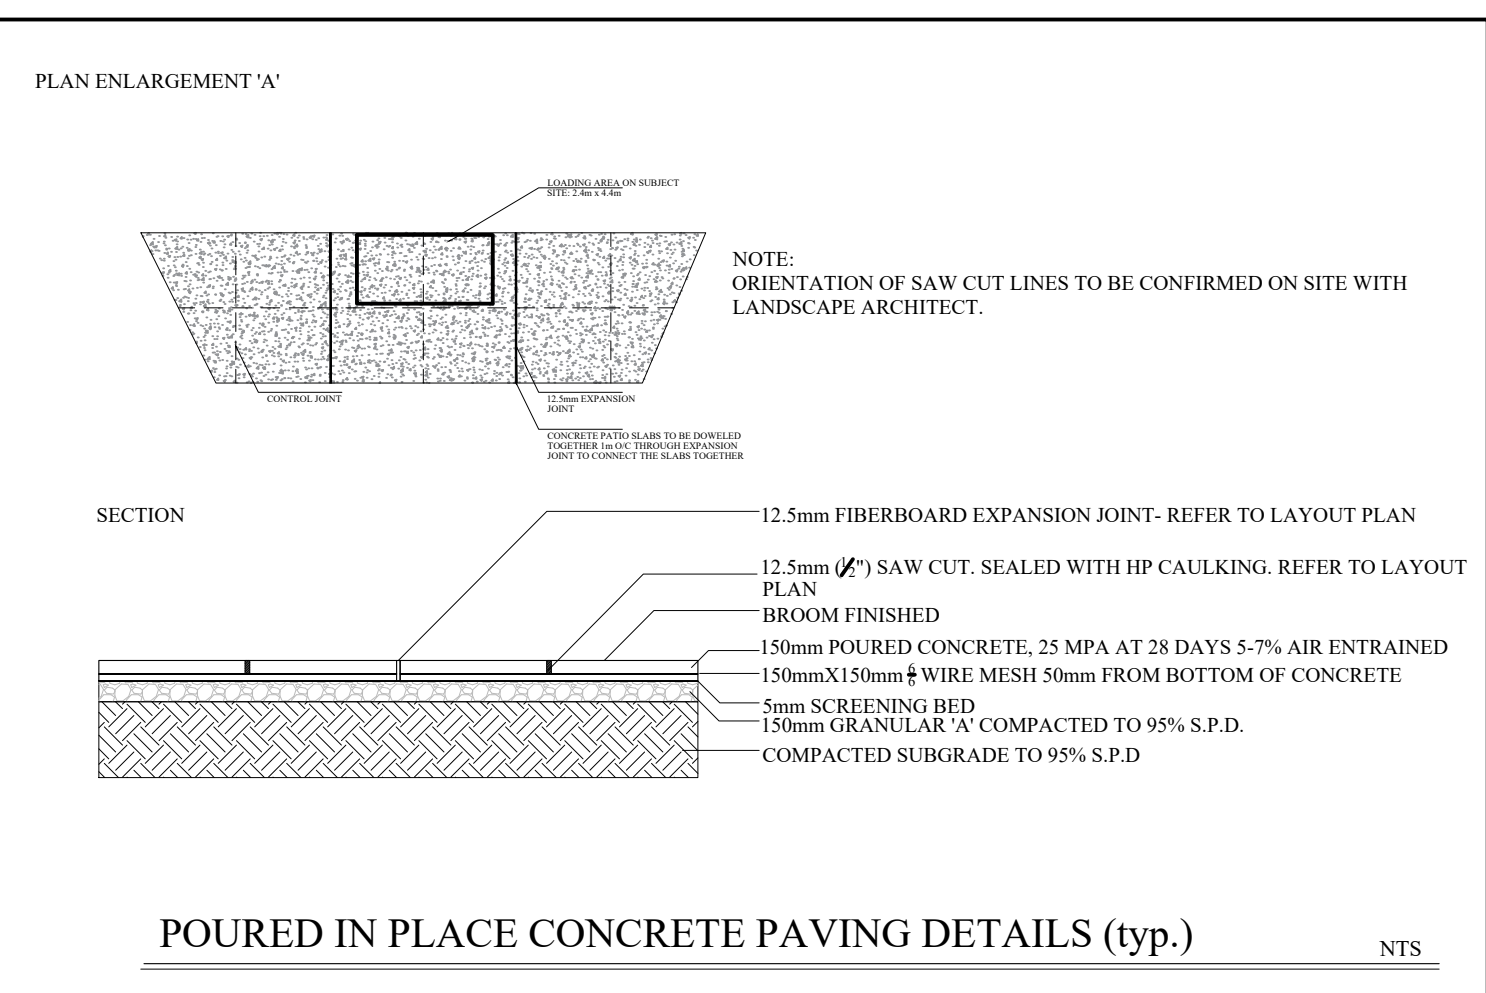 PLAN ENLARGEMENT 'A'
LOADING AREA ON SUBJECT
SITE: 2.4m x 4.4m
NOTE:
ORIENTATION OF SAW CUT LINES TO BE CONFIRMED ON SITE WITH
LANDSCAPE ARCHITECT.
CONTROL JOINT
12.5mm EXPANSION
JOINT
CONCRETE PATIO SLABS TO BE DOWELED
TOGETHER 1m O/C THROUGH EXPANSION
JOINT TO CONNECT THE SLABS TOGETHER
SECTION
12.5mm FIBERBOARD EXPANSION JOINT- REFER TO LAYOUT PLAN
12.5mm (1/2") SAW CUT. SEALED WITH HP CAULKING. REFER TO LAYOUT
PLAN
BROOM FINISHED
150mm POURED CONCRETE, 25 MPA AT 28 DAYS 5-7% AIR ENTRAINED
150mmX150mm 6/6 WIRE MESH 50mm FROM BOTTOM OF CONCRETE
5mm SCREENING BED
150mm GRANULAR 'A' COMPACTED TO 95% S.P.D.
COMPACTED SUBGRADE TO 95% S.P.D
POURED IN PLACE CONCRETE PAVING DETAILS (typ.)
NTS